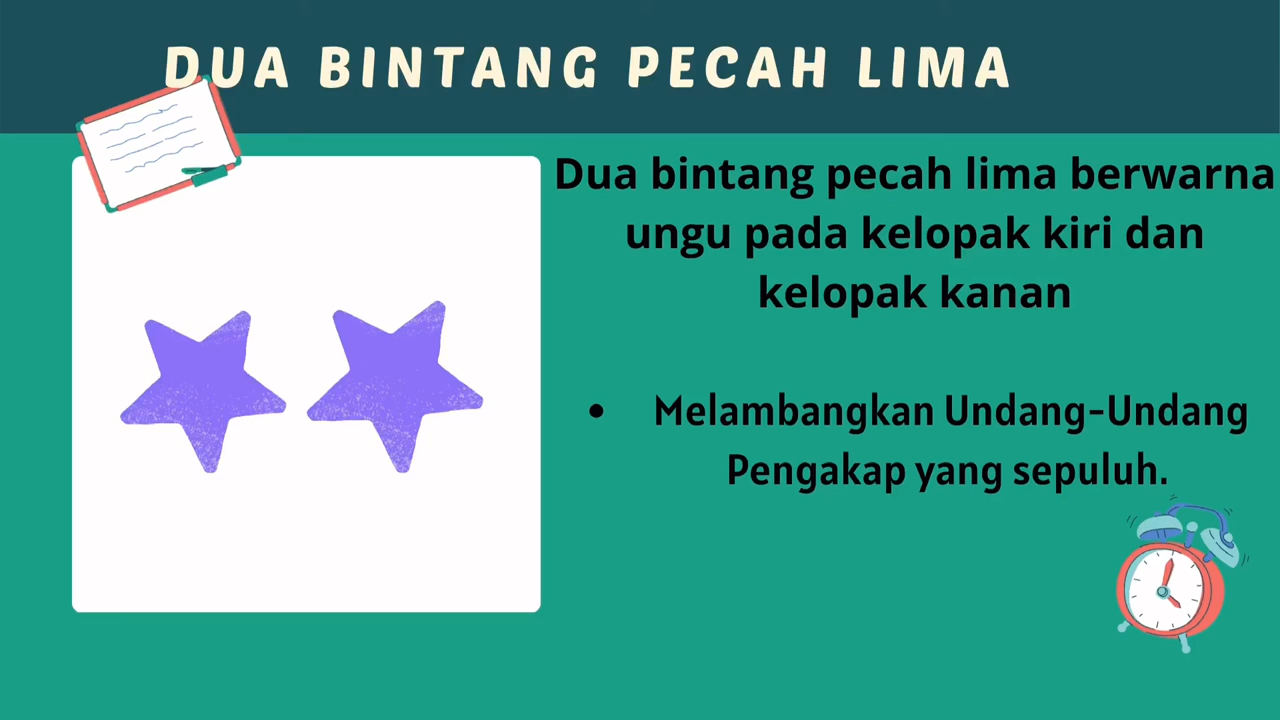 DUA BINTANG PECAH LIMA
Dua bintang pecah lima berwarna
ungu pada kelopak kiri dan
kelopak kanan
• Melambangkan Undang-Undang
Pengakap yang sepuluh.